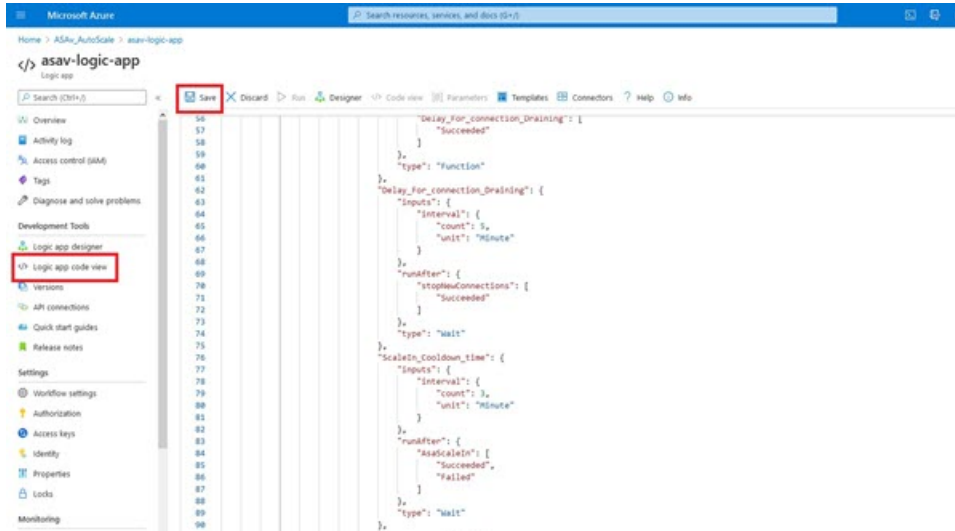 Microsoft Azure
Search resources, services, and docs (G+/)
Home > ASAv_AutoScale > asav-logic-app
</> asav-logic-app
Logic app
Search (Ctrl+/)
«
Save
Discard
Run
Designer
</> Code view
Parameters
Templates
Connectors
? Help
Info
Overview
Activity log
Access control (IAM)
Tags
Diagnose and solve problems
Development Tools
Logic app designer
</> Logic app code view
Versions
API connections
Quick start guides
Release notes
Settings
Workflow settings
Authorization
Access keys
Identity
Properties
Locks
Monitoring
56 "Delay_For_connection_Draining": [
57 "Succeeded"
58 ]
59 },
60 "type": "Function"
61 },
62 "Delay_For_connection_Draining": {
63 "inputs": {
64 "interval": {
65 "count": 5,
66 "unit": "Minute"
67 }
68 },
69 "runAfter": {
70 "stopNewConnections": [
71 "Succeeded"
72 ]
73 },
74 "type": "Wait"
75 },
76 "ScaleIn_Cooldown_time": {
77 "inputs": {
78 "interval": {
79 "count": 3,
80 "unit": "Minute"
81 }
82 },
83 "runAfter": {
84 "AsaScaleIn": [
85 "Succeeded",
86 "Failed"
87 ]
88 },
89 "type": "Wait"
90 },